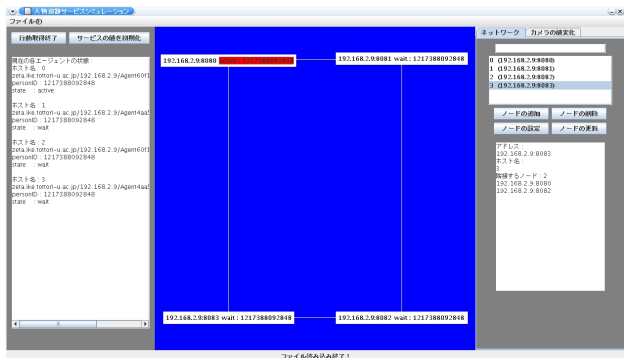 人物追跡サービスシミュレーション
ファイル(F)
行動取得終了 サービスの値を初期化
現在の各エージェントの状態:
ホスト名:0
zeta.ike.tottori-u.ac.jp/192.168.2.9/Agent60f1
personID:1217388092848
state :active
ホスト名:1
zeta.ike.tottori-u.ac.jp/192.168.2.9/Agent4aa5
personID:1217388092848
state :wait
ホスト名:2
zeta.ike.tottori-u.ac.jp/192.168.2.9/Agent60f1
personID:1217388092848
state :wait
ホスト名:3
zeta.ike.tottori-u.ac.jp/192.168.2.9/Agent4aa5
personID:1217388092848
state :wait
192.168.2.9:8080 active : 1217388092848
192.168.2.9:8081 wait : 1217388092848
192.168.2.9:8083 wait : 1217388092848
192.168.2.9:8082 wait : 1217388092848
ネットワーク カメラの値変化
0 (192.168.2.9:8080)
1 (192.168.2.9:8081)
2 (192.168.2.9:8082)
3 (192.168.2.9:8083)
ノードの追加 ノードの削除
ノードの設定 ノードの更新
アドレス:
192.168.2.9:8083
ホスト名:
3
隣接するノード:2
192.168.2.9:8080
192.168.2.9:8082
ファイル読み込み終了!